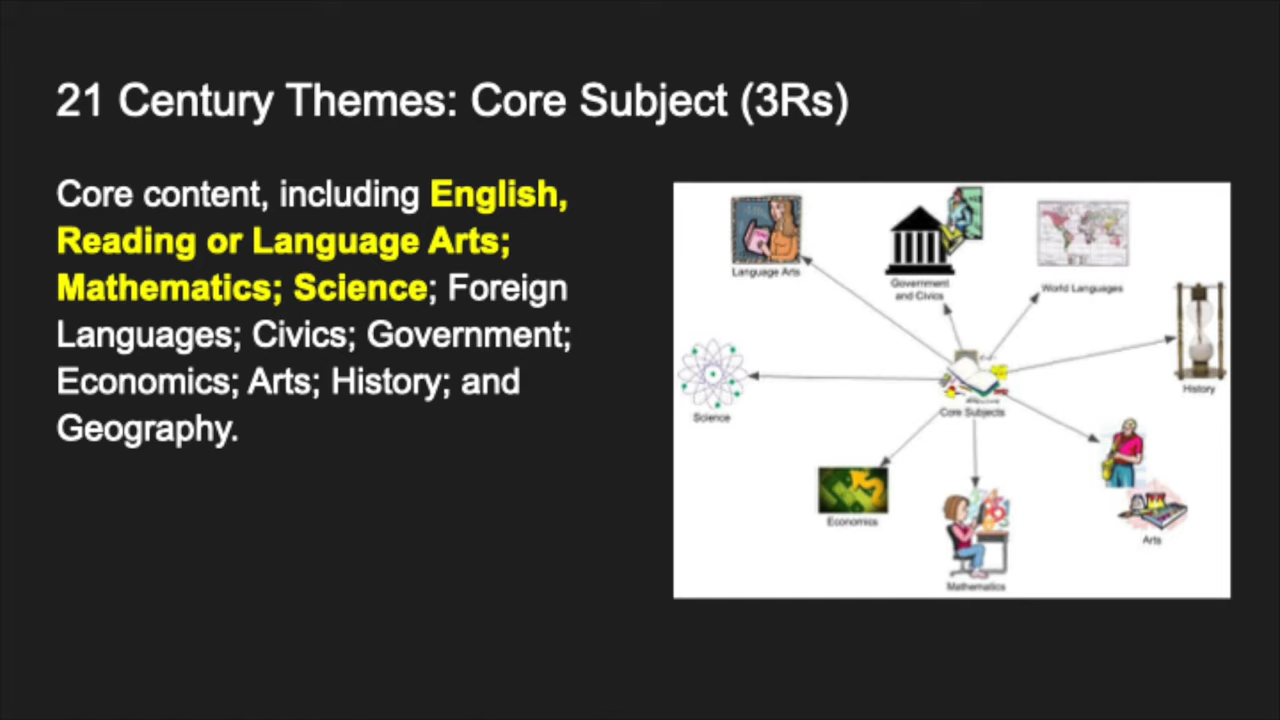 21 Century Themes: Core Subject (3Rs)
Core content, including English,
Reading or Language Arts;
Mathematics; Science; Foreign
Languages; Civics; Government;
Economics; Arts; History; and
Geography.
Language Arts
Government
and Civics
World Languages
History
Science
Core Subjects
Economics
Arts
Mathematics